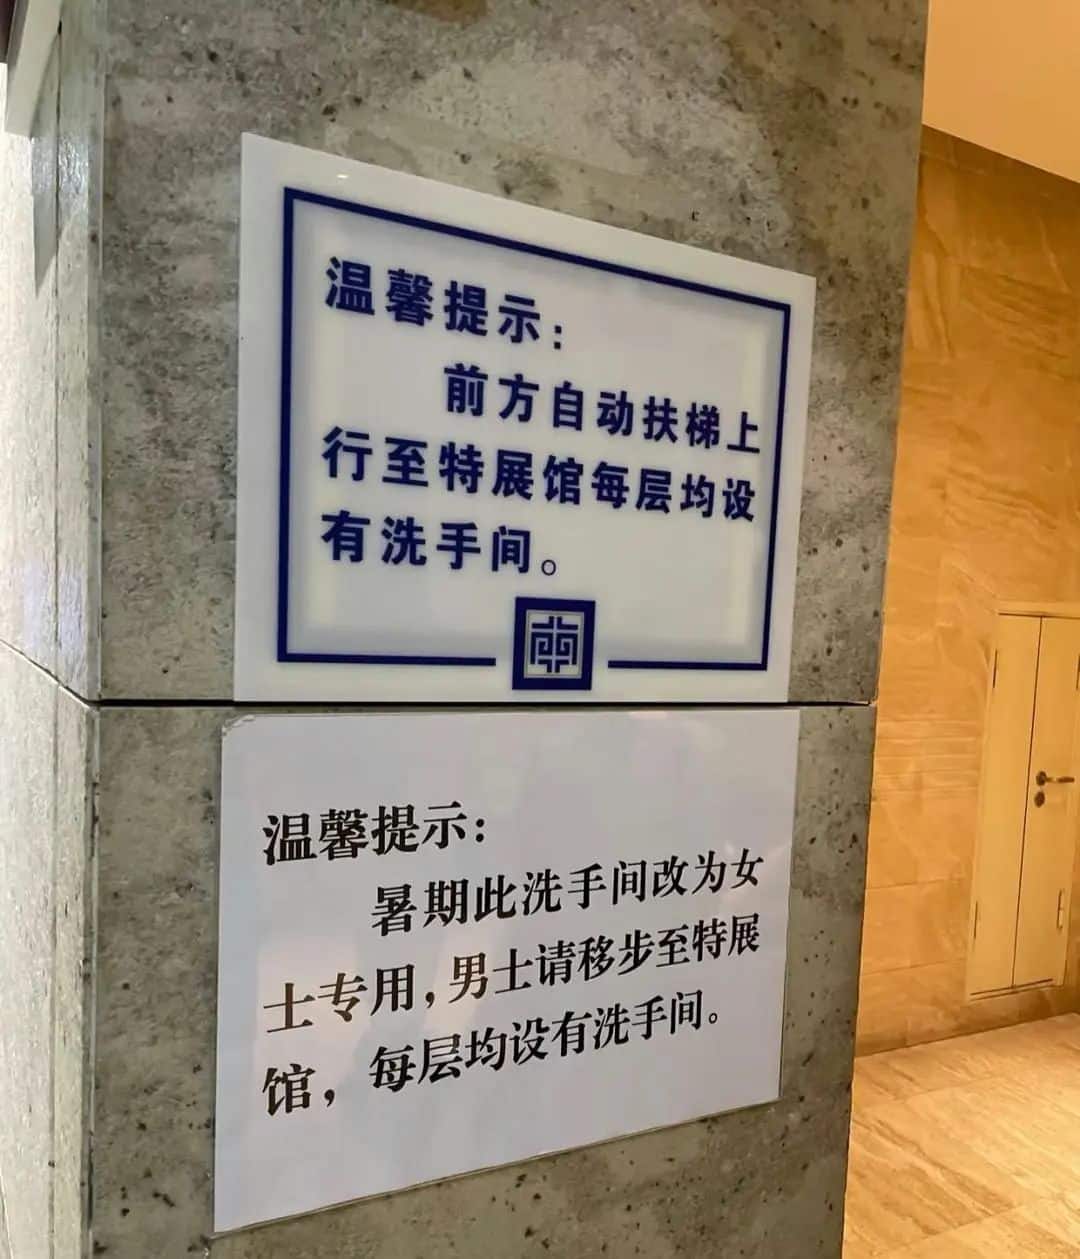 温馨提示：
前方自动扶梯上
行至特展馆每层均设
有洗手间。
温馨提示：
暑期此洗手间改为女
士专用，男士请移步至特展
馆，每层均设有洗手间。